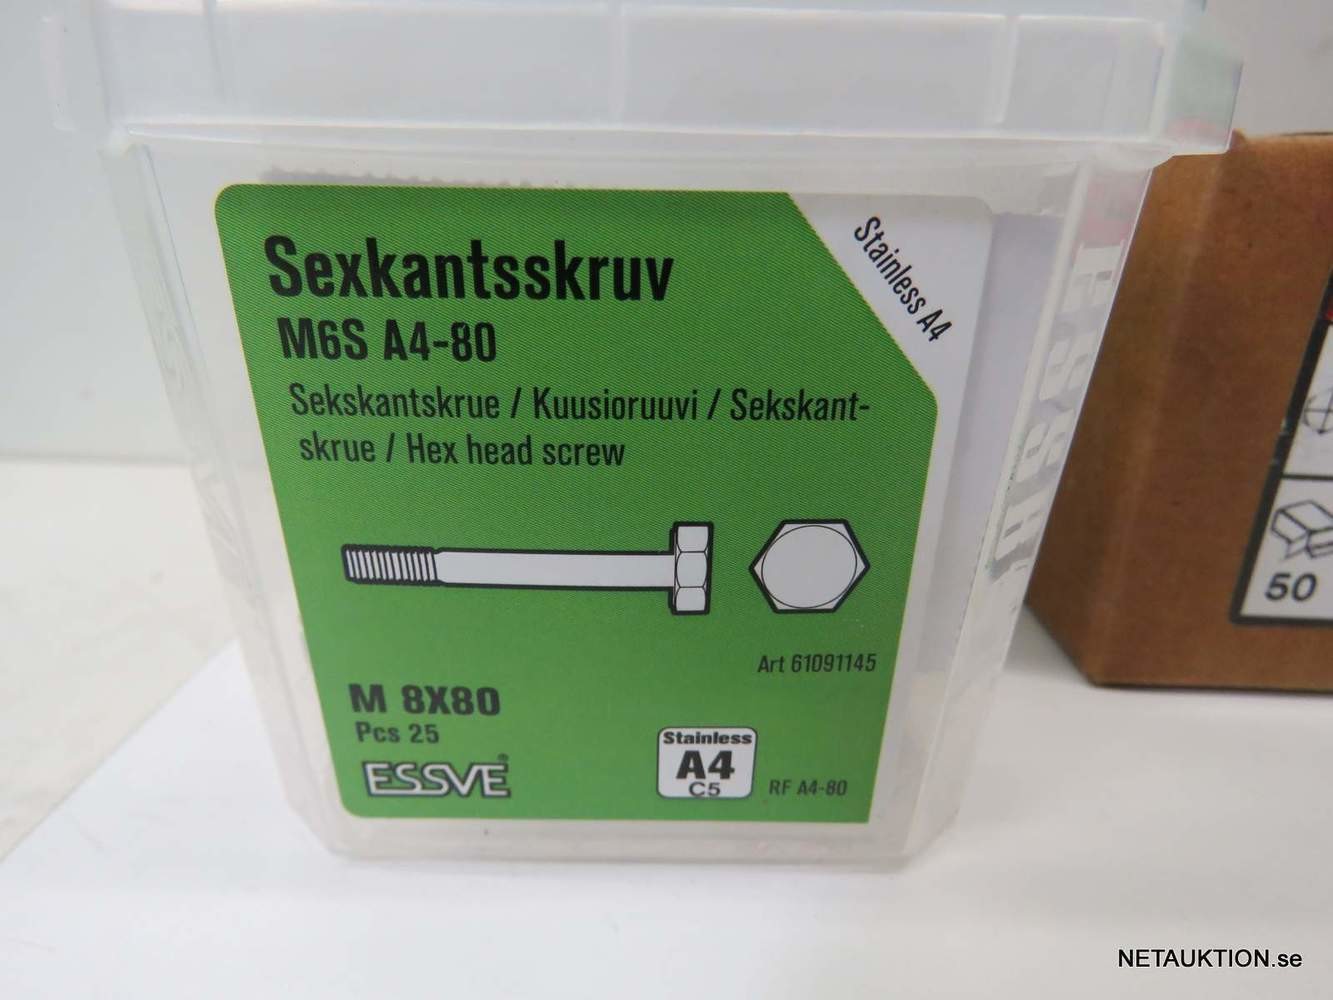 Sexkantsskruv
M6S A4-80
Sekskantskrue / Kuusioruuvi / Sekskant-
skrue / Hex head screw
Stainless A4
Art 61091145
M 8X80
Pcs 25
ESSVE®
Stainless
A4
C5
RF A4-80
ESSVE
50
NETAUKTION.se